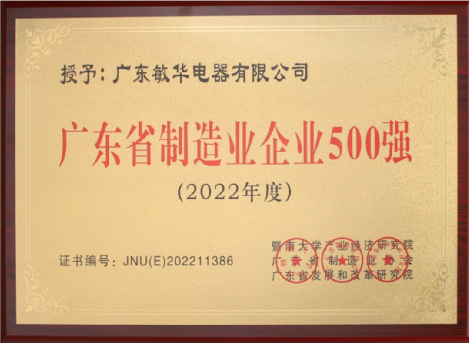 授予：广东敏华电器有限公司
广东省制造业企业500强
(2022年度)
证书编号：JNU(E)202211386
暨南大学产业经济研究院
广东省制造业协会
广东省发展和改革研究院